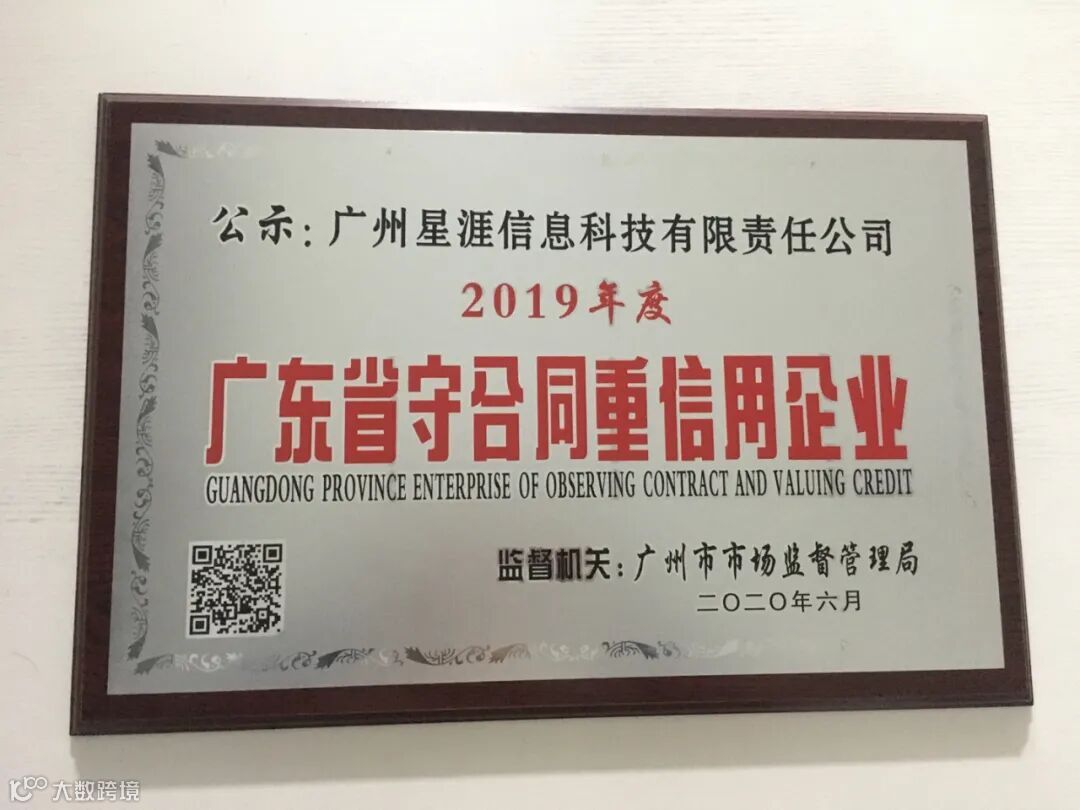 公示：广州星涯信息科技有限责任公司
2019年度
广东省守合同重信用企业
GUANGDONG PROVINCE ENTERPRISE OF OBSERVING CONTRACT AND VALUING CREDIT
监督机关：广州市市场监督管理局
二〇二〇年六月
大数跨境